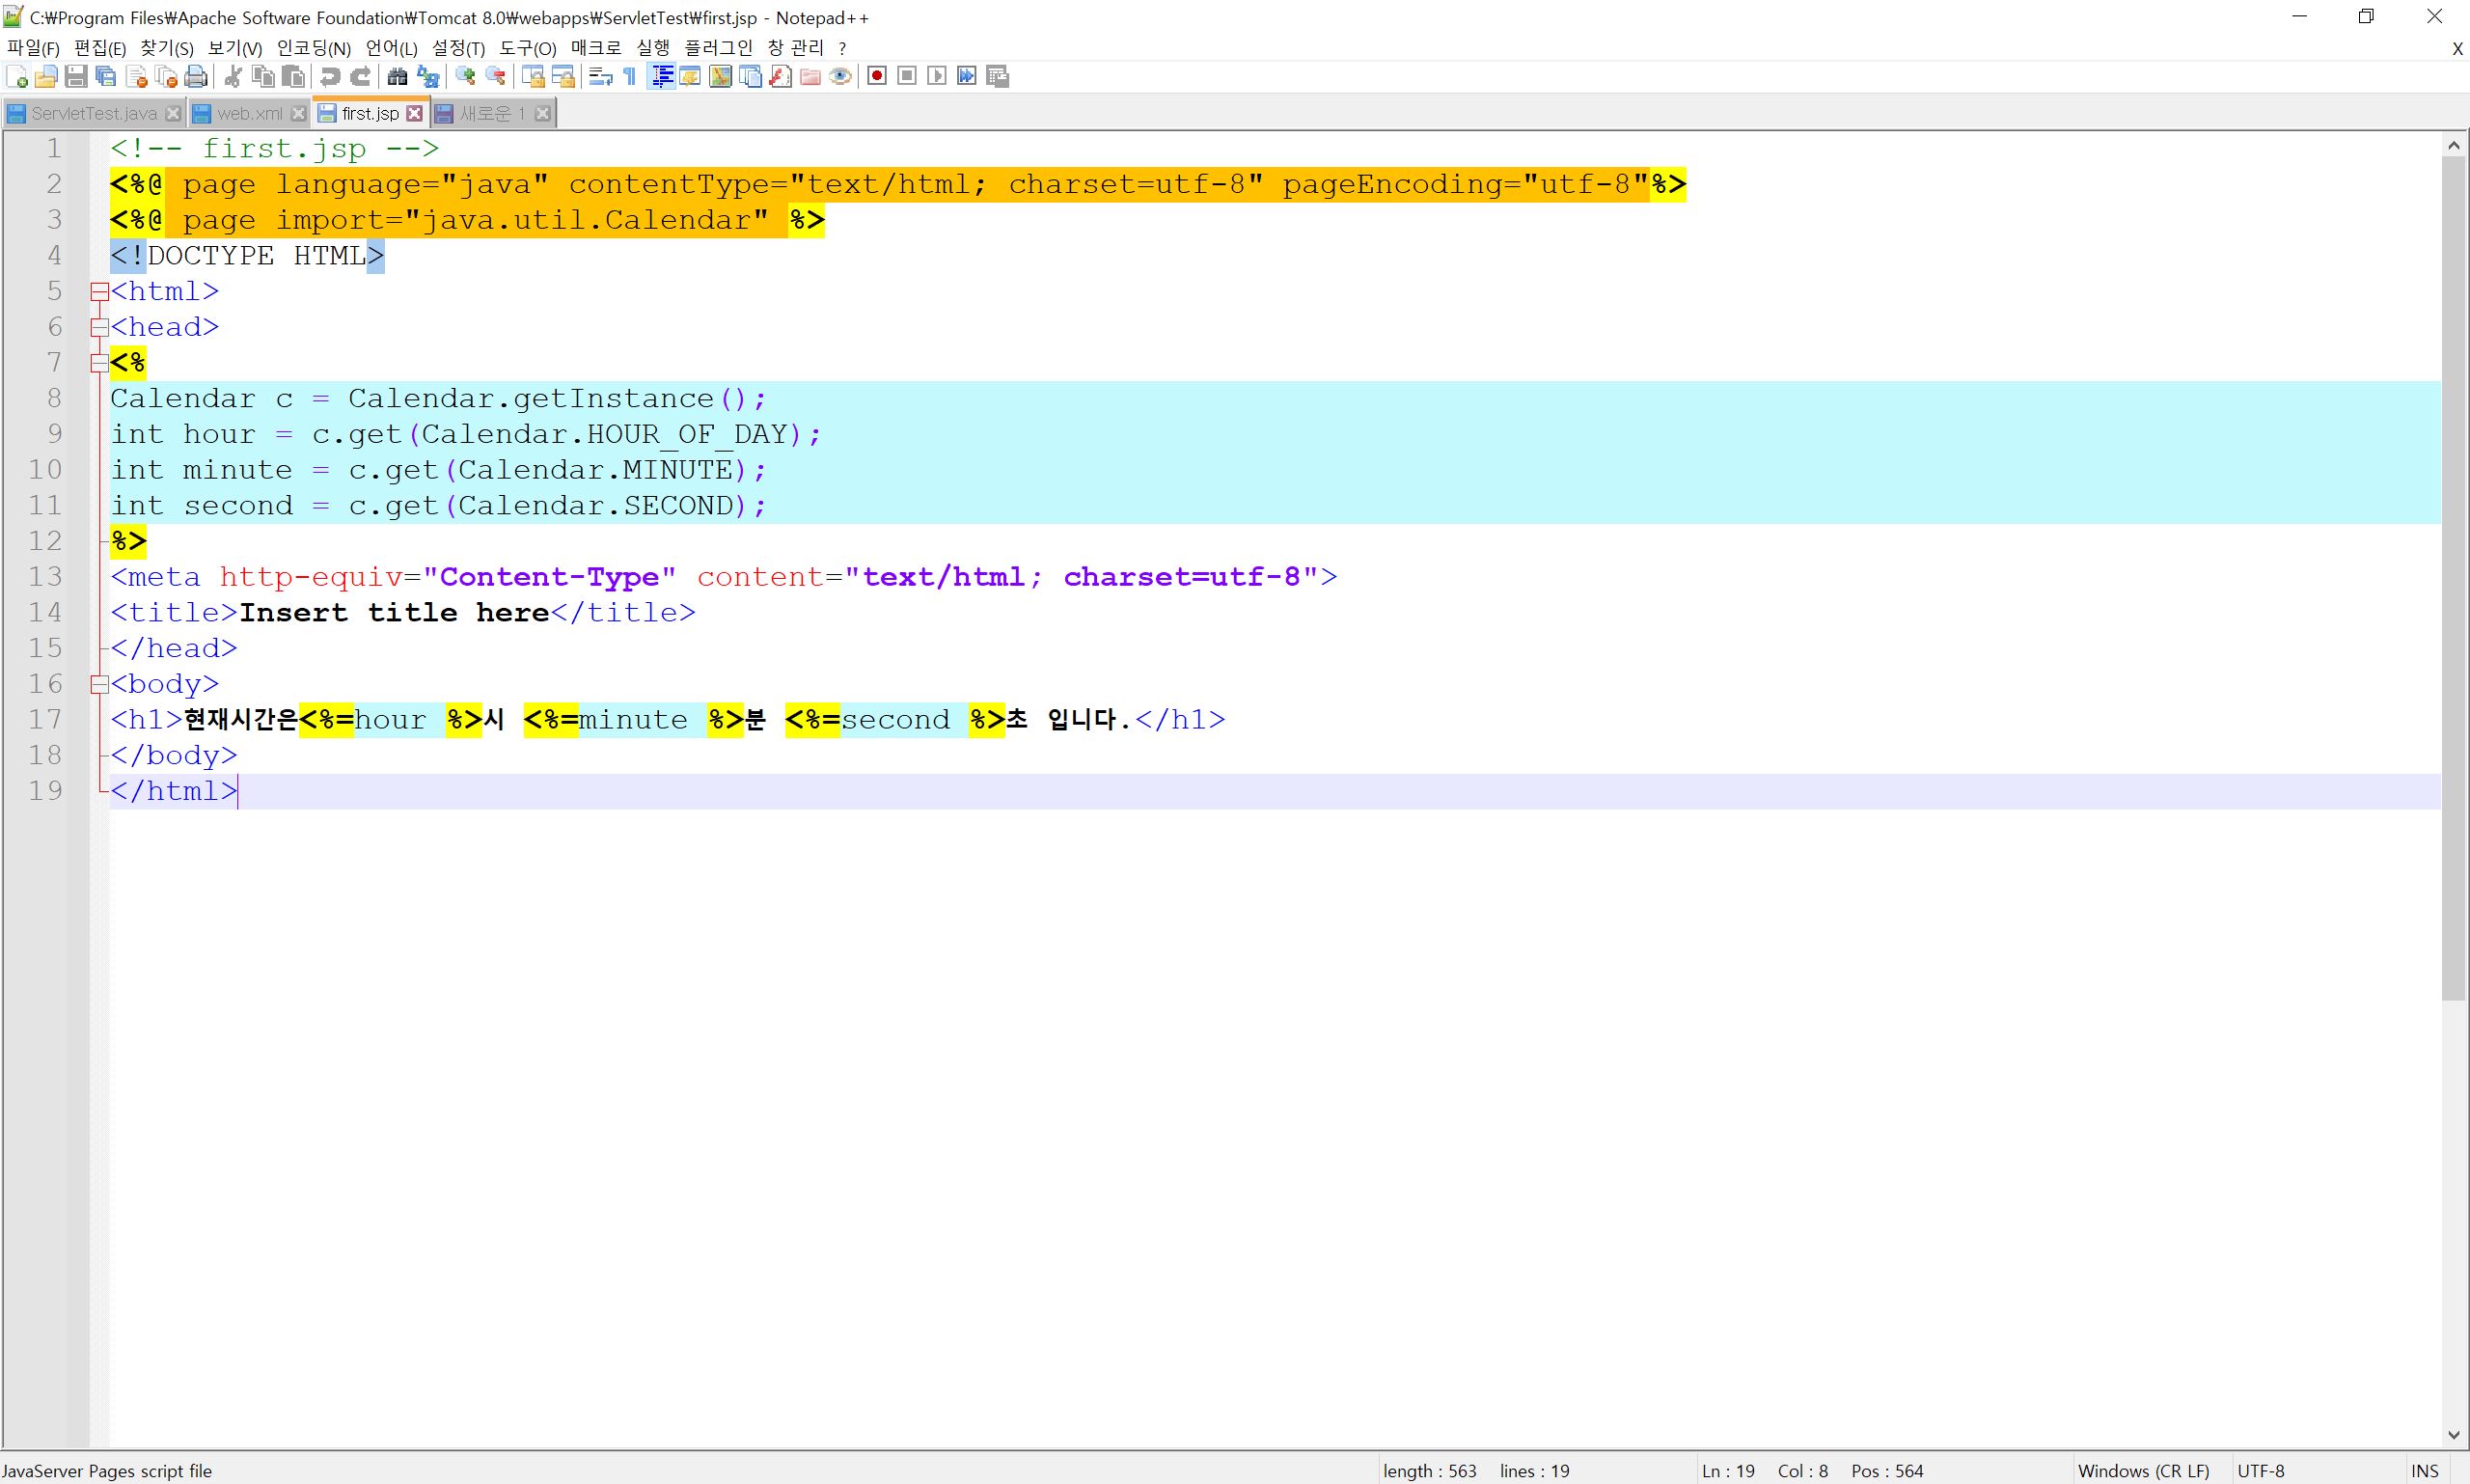 C:₩Program Files₩Apache Software Foundation₩Tomcat 8.0₩webapps₩ServletTest₩first.jsp - Notepad++
파일(F) 편집(E) 찾기(S) 보기(V) 인코딩(N) 언어(L) 설정(T) 도구(O) 매크로 실행 플러그인 창 관리 ? X
ServletTest.java web.xml first.jsp 새로운 1
1 <!-- first.jsp -->
2 <%@ page language="java" contentType="text/html; charset=utf-8" pageEncoding="utf-8"%>
3 <%@ page import="java.util.Calendar" %>
4 <!DOCTYPE HTML>
5 <html>
6 <head>
7 <%
8 Calendar c = Calendar.getInstance();
9 int hour = c.get(Calendar.HOUR_OF_DAY);
10 int minute = c.get(Calendar.MINUTE);
11 int second = c.get(Calendar.SECOND);
12 %>
13 <meta http-equiv="Content-Type" content="text/html; charset=utf-8">
14 <title>Insert title here</title>
15 </head>
16 <body>
17 <h1>현재시간은<%=hour %>시 <%=minute %>분 <%=second %>초 입니다.</h1>
18 </body>
19 </html>
JavaServer Pages script file length : 563 lines : 19 Ln : 19 Col : 8 Pos : 564 Windows (CR LF) UTF-8 INS